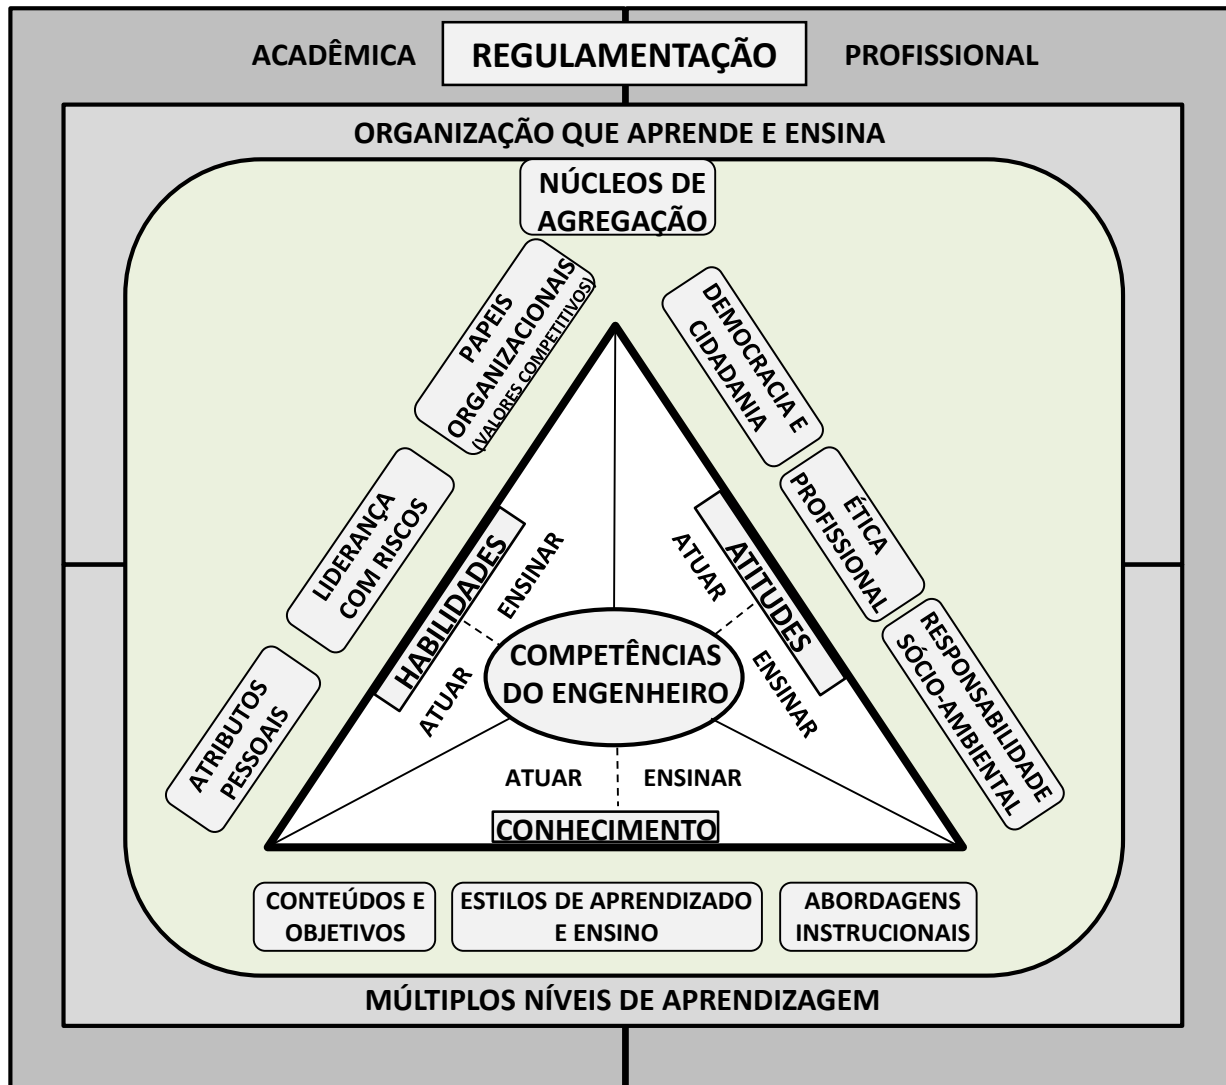 ACADÊMICA
REGULAMENTAÇÃO
PROFISSIONAL
ORGANIZAÇÃO QUE APRENDE E ENSINA
NÚCLEOS DE
AGREGAÇÃO
PAPEIS
ORGANIZACIONAIS
(VALORES COMPETITIVOS)
DEMOCRACIA E
CIDADANIA
LIDERANÇA
COM RISCOS
ÉTICA
PROFISSIONAL
ATRIBUTOS
PESSOAIS
RESPONSABILIDADE
SÓCIO-AMBIENTAL
HABILIDADES
ENSINAR
ATUAR
ATITUDES
ATUAR
ENSINAR
COMPETÊNCIAS
DO ENGENHEIRO
ATUAR
ENSINAR
CONHECIMENTO
CONTEÚDOS E
OBJETIVOS
ESTILOS DE APRENDIZADO
E ENSINO
ABORDAGENS
INSTRUCIONAIS
MÚLTIPLOS NÍVEIS DE APRENDIZAGEM